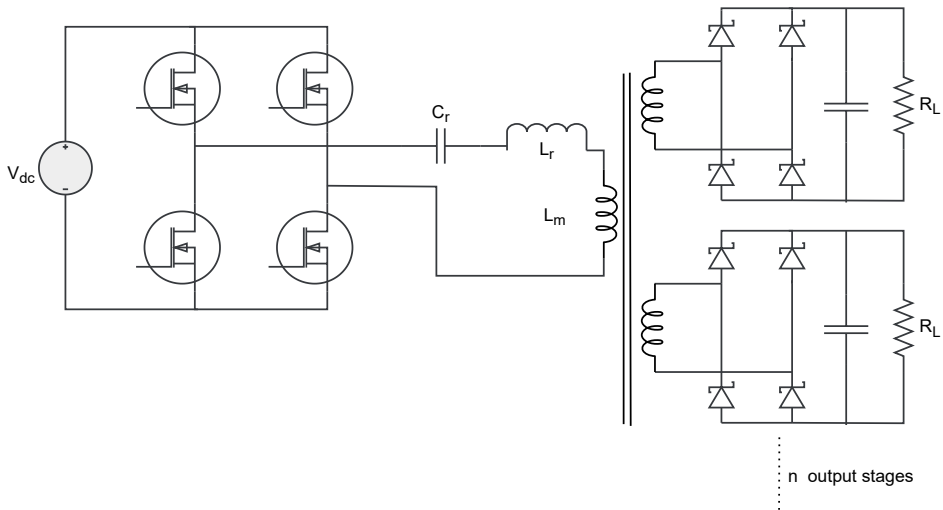 V_dc
+
-
C_r
L_r
L_m
R_L
R_L
n output stages